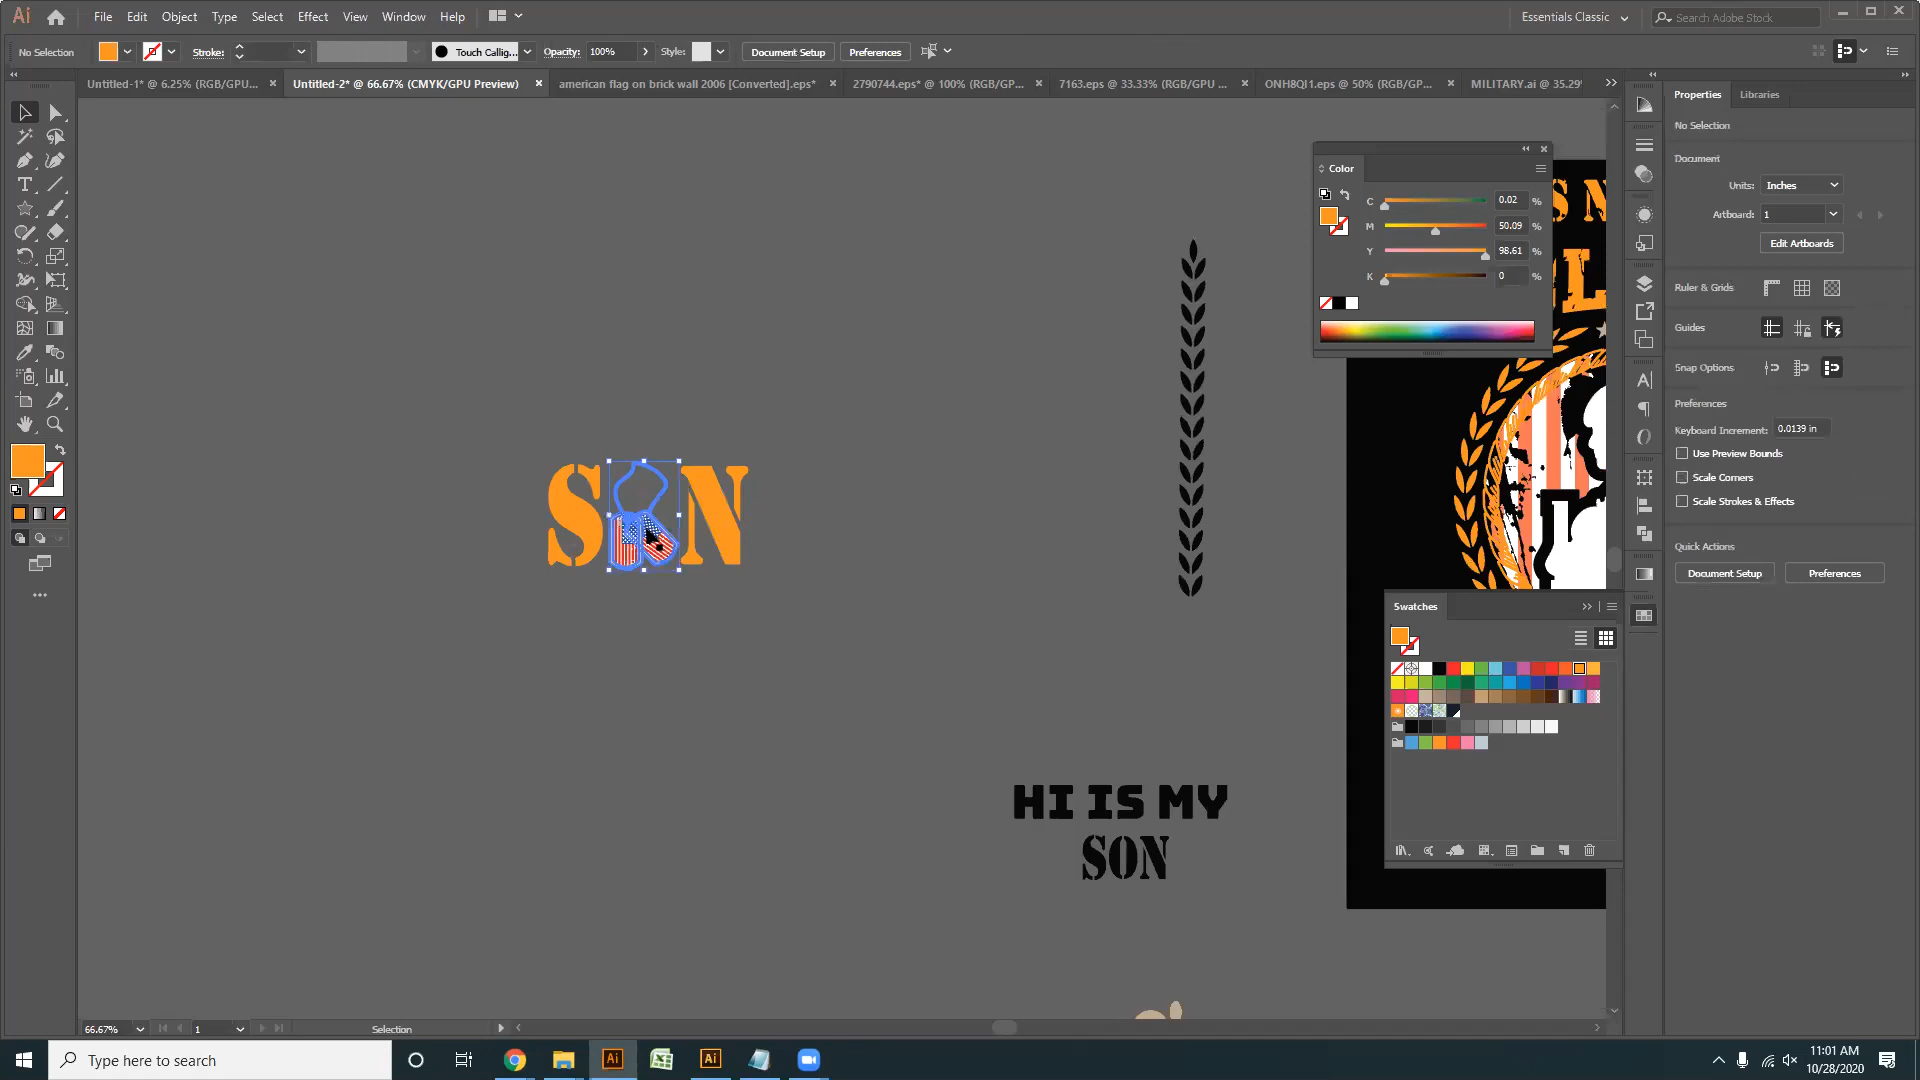 Ai File Edit Object Type Select Effect View Window Help
Essentials Classic
Search Adobe Stock
No Selection
Stroke:
Touch Callig...
Opacity: 100%
Style:
Document Setup
Preferences
Untitled-1* @ 6.25% (RGB/GPU...
Untitled-2* @ 66.67% (CMYK/GPU Preview)
american flag on brick wall 2006 [Converted].eps*
2790744.eps* @ 100% (RGB/GP...
7163.eps @ 33.33% (RGB/GPU ...
ONH8QJ1.eps @ 50% (RGB/GP...
MILITARY.ai @ 35.29%
Properties
Libraries
No Selection
Document
Units: Inches
Artboard: 1
Edit Artboards
Ruler & Grids
Guides
Snap Options
Preferences
Keyboard Increment: 0.0139 in
Use Preview Bounds
Scale Corners
Scale Strokes & Effects
Quick Actions
Document Setup
Preferences
Color
C 0.02 %
M 50.09 %
Y 98.61 %
K 0 %
S N
HI IS MY
SON
Swatches
66.67%
1
Selection
Type here to search
11:01 AM
10/28/2020